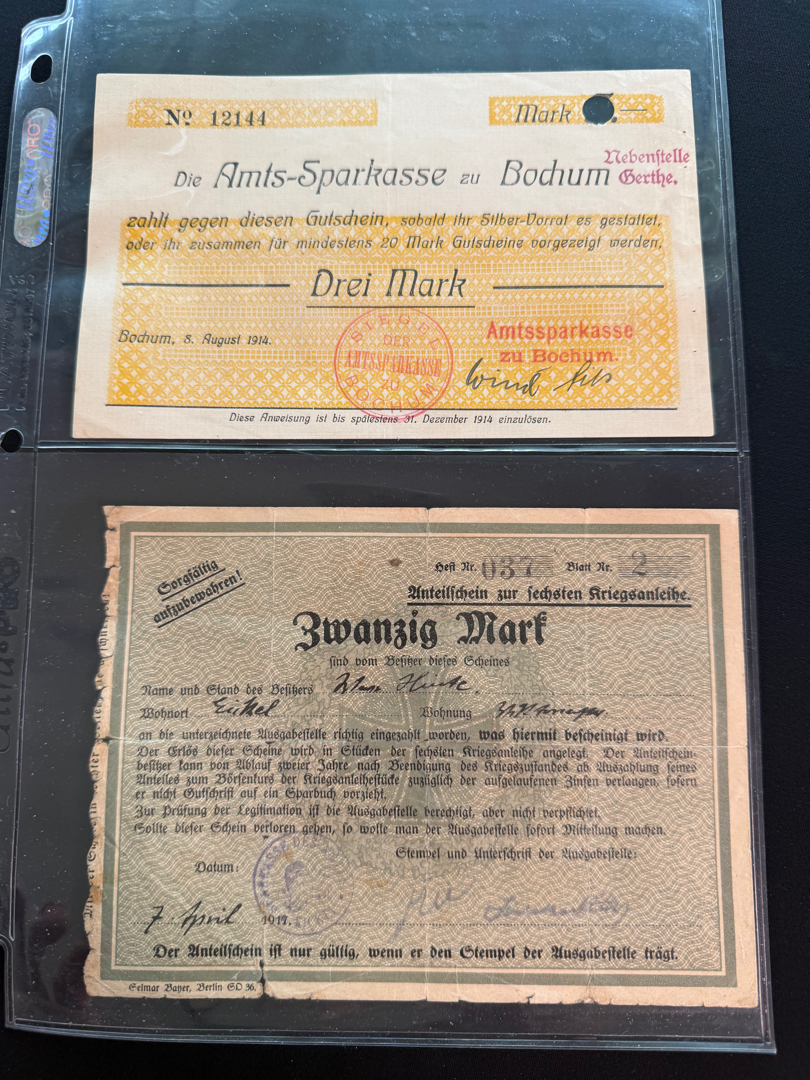 Nº 12144
Mark .—
Nebenstelle
Die Amts-Sparkasse zu Bochum Gerthe.
zahlt gegen diesen Gutschein, sobald ihr Silber-Vorrat es gestattet,
oder ihr zusammen für mindestens 20 Mark Gutscheine vorgezeigt werden,
Drei Mark
Bochum, 8. August 1914.
SIEGEL
DER
AMTSSPARKASSE
ZU
BOCHUM
Amtssparkasse
zu Bochum.
Diese Anweisung ist bis spätestens 31. Dezember 1914 einzulösen.
Sorgfältig
aufzubewahren!
Heft Nr. 037 Blatt Nr. 2
Anteilschein zur sechsten Kriegsanleihe.
Zwanzig Mark
sind vom Besitzer dieses Scheines
Name und Stand des Besitzers
Wohnort Eickel Wohnung
an die unterzeichnete Ausgabestelle richtig eingezahlt worden, was hiermit bescheinigt wird.
Der Erlös dieser Scheine wird in Stücken der sechsten Kriegsanleihe angelegt. Der Anteilschein-
besitzer kann von Ablauf zweier Jahre nach Beendigung des Kriegszustandes ab Auszahlung seines
Anteiles zum Börsenkurs der Kriegsanleihestücke zuzüglich der aufgelaufenen Zinsen verlangen, sofern
er nicht Gutschrift auf ein Sparbuch vorzieht.
Zur Prüfung der Legitimation ist die Ausgabestelle berechtigt, aber nicht verpflichtet.
Sollte dieser Schein verloren gehen, so wolle man der Ausgabestelle sofort Mitteilung machen.
Stempel und Unterschrift der Ausgabestelle:
Datum:
7 April 1917.
Der Anteilschein ist nur gültig, wenn er den Stempel der Ausgabestelle trägt.
Selmar Bayer, Berlin SO 36.